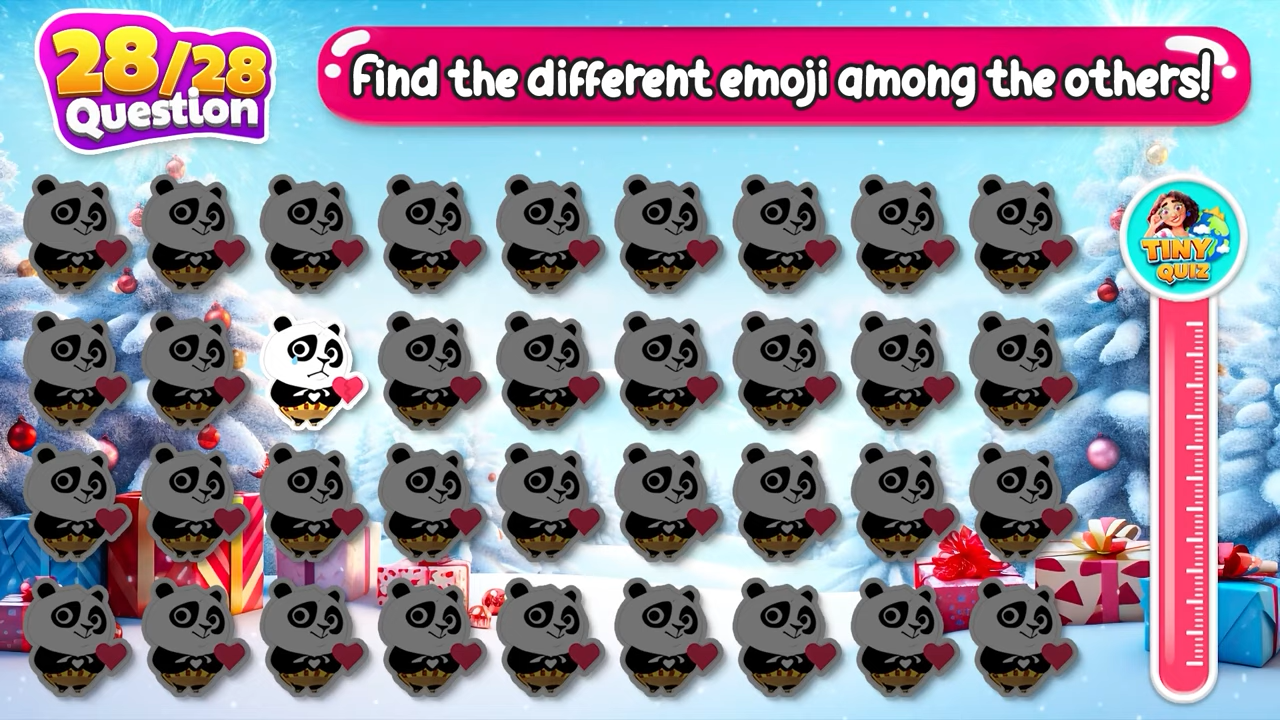 28/28
Question
Find the different emoji among the others!
TINY
QUIZ